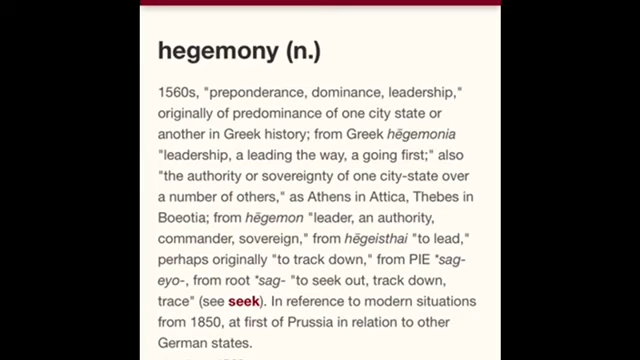 hegemony (n.)
1560s, "preponderance, dominance, leadership,"
originally of predominance of one city state or
another in Greek history; from Greek hēgemonia
"leadership, a leading the way, a going first;" also
"the authority or sovereignty of one city-state over
a number of others," as Athens in Attica, Thebes in
Boeotia; from hēgemon "leader, an authority,
commander, sovereign," from hēgeisthai "to lead,"
perhaps originally "to track down," from PIE *sag-
eyo-, from root *sag- "to seek out, track down,
trace" (see seek). In reference to modern situations
from 1850, at first of Prussia in relation to other
German states.